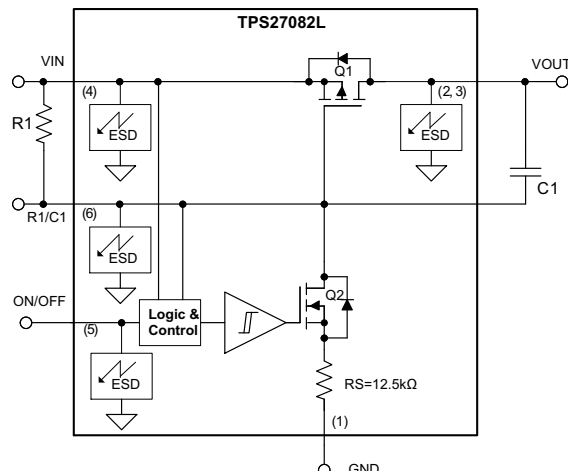 TPS27082L
VIN
VOUT
Q1
(4)
(2, 3)
R1
ESD
ESD
C1
R1/C1
(6)
ESD
ON/OFF
Q2
Logic &
Control
(5)
ESD
RS=12.5kΩ
(1)
GND